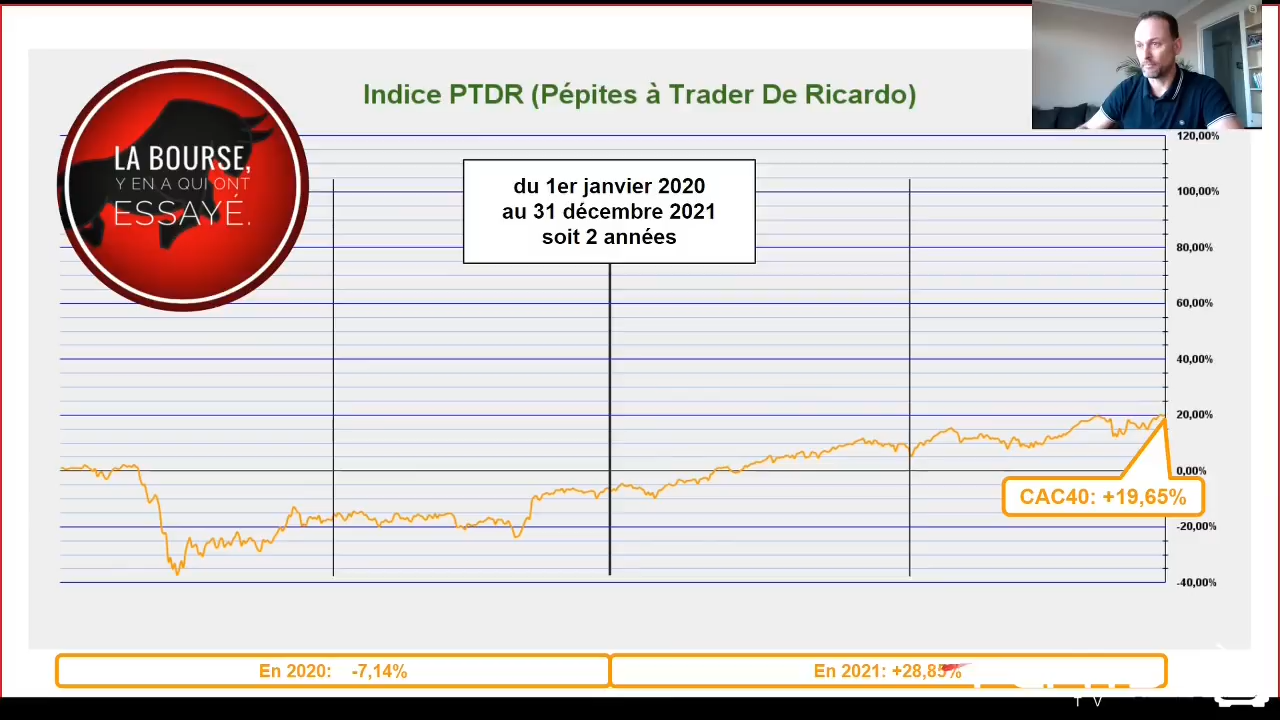 Indice PTDR (Pépites à Trader De Ricardo)
LA BOURSE,
Y EN A QUI ONT
ESSAYÉ.
du 1er janvier 2020
au 31 décembre 2021
soit 2 années
120,00%
100,00%
80,00%
60,00%
40,00%
20,00%
0,00%
-20,00%
-40,00%
CAC40: +19,65%
En 2020: -7,14%
En 2021: +28,85%
TV